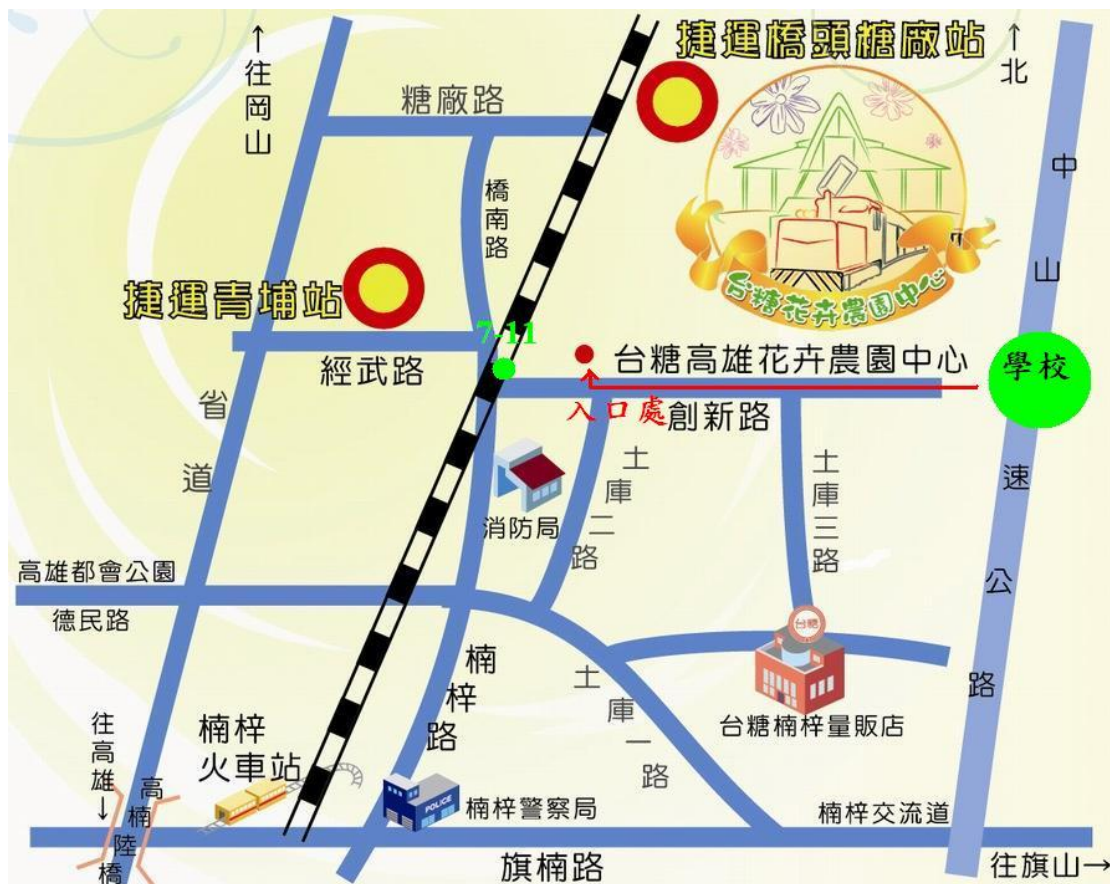 捷運橋頭糖廠站
↑往岡山
↑北
糖廠路
橋南路
台糖花卉農園中心
中山高速公路
捷運青埔站
7-11
經武路
台糖高雄花卉農園中心
學校
入口處
創新路
省道
消防局
土庫二路
土庫三路
高雄都會公園
德民路
台糖
楠梓路
土庫一路
台糖楠梓量販店
往高雄↓
楠梓
火車站
高楠陸橋
POLICE
楠梓警察局
楠梓交流道
旗楠路
往旗山→